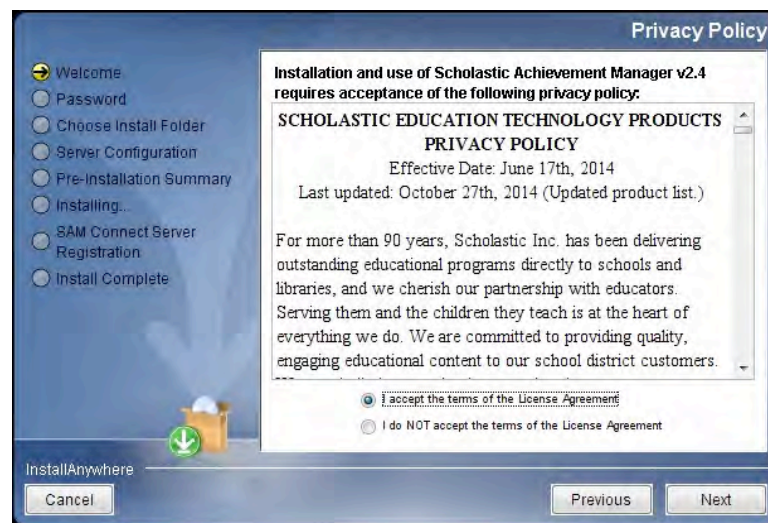 Privacy Policy
Welcome
Password
Choose Install Folder
Server Configuration
Pre-Installation Summary
Installing...
SAM Connect Server
Registration
Install Complete
Installation and use of Scholastic Achievement Manager v2.4
requires acceptance of the following privacy policy:
SCHOLASTIC EDUCATION TECHNOLOGY PRODUCTS
PRIVACY POLICY
Effective Date: June 17th, 2014
Last updated: October 27th, 2014 (Updated product list.)
For more than 90 years, Scholastic Inc. has been delivering
outstanding educational programs directly to schools and
libraries, and we cherish our partnership with educators.
Serving them and the children they teach is at the heart of
everything we do. We are committed to providing quality,
engaging educational content to our school district customers.
I accept the terms of the License Agreement
I do NOT accept the terms of the License Agreement
InstallAnywhere
Cancel
Previous
Next